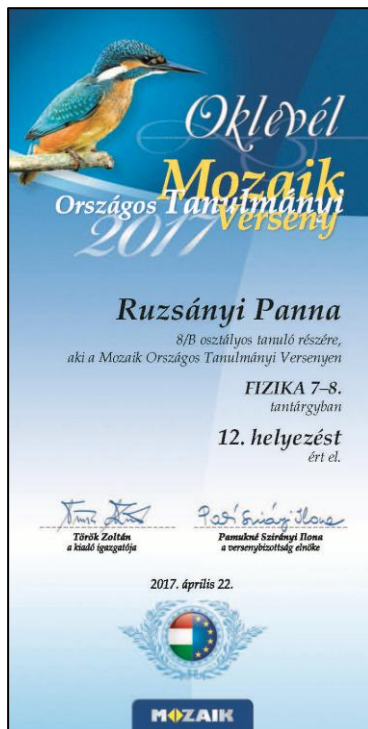 Oklevél
Mozaik
Országos Tanulmányi
2017 Verseny
Ruzsányi Panna
8/B osztályos tanuló részére,
aki a Mozaik Országos Tanulmányi Versenyen
FIZIKA 7–8.
tantárgyban
12. helyezést
ért el.
Török Zoltán
a kiadó igazgatója
Pamukné Szirányi Ilona
a versenybizottság elnöke
2017. április 22.
MOZAIK